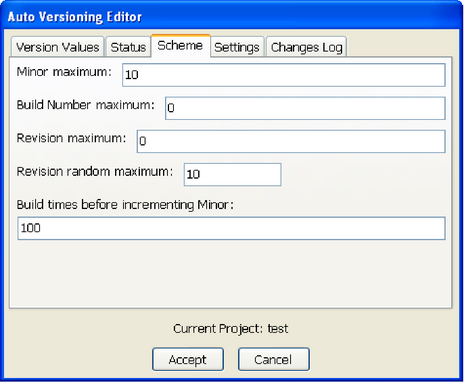 Auto Versioning Editor
Version Values Status Scheme Settings Changes Log
Minor maximum: 10
Build Number maximum: 0
Revision maximum: 0
Revision random maximum: 10
Build times before incrementing Minor:
100
Current Project: test
Accept Cancel